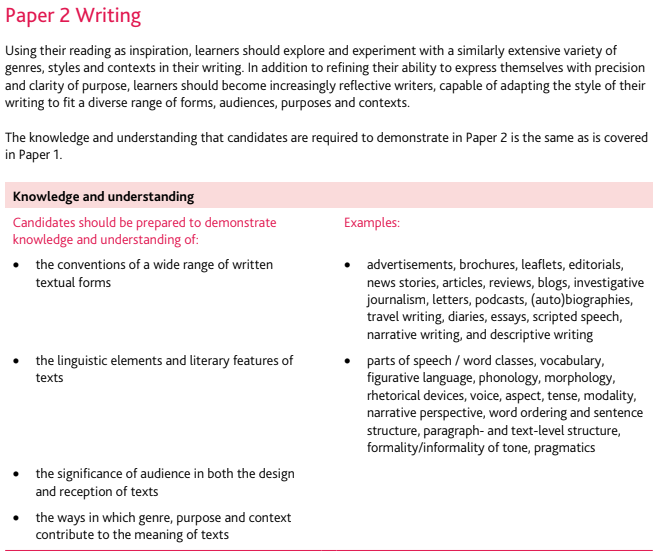 Paper 2 Writing
Using their reading as inspiration, learners should explore and experiment with a similarly extensive variety of
genres, styles and contexts in their writing. In addition to refining their ability to express themselves with precision
and clarity of purpose, learners should become increasingly reflective writers, capable of adapting the style of their
writing to fit a diverse range of forms, audiences, purposes and contexts.
The knowledge and understanding that candidates are required to demonstrate in Paper 2 is the same as is covered
in Paper 1.
Knowledge and understanding
Candidates should be prepared to demonstrate
knowledge and understanding of:
Examples:
• the conventions of a wide range of written
textual forms
• advertisements, brochures, leaflets, editorials,
news stories, articles, reviews, blogs, investigative
journalism, letters, podcasts, (auto)biographies,
travel writing, diaries, essays, scripted speech,
narrative writing, and descriptive writing
• the linguistic elements and literary features of
texts
• parts of speech / word classes, vocabulary,
figurative language, phonology, morphology,
rhetorical devices, voice, aspect, tense, modality,
narrative perspective, word ordering and sentence
structure, paragraph- and text-level structure,
formality/informality of tone, pragmatics
• the significance of audience in both the design
and reception of texts
• the ways in which genre, purpose and context
contribute to the meaning of texts